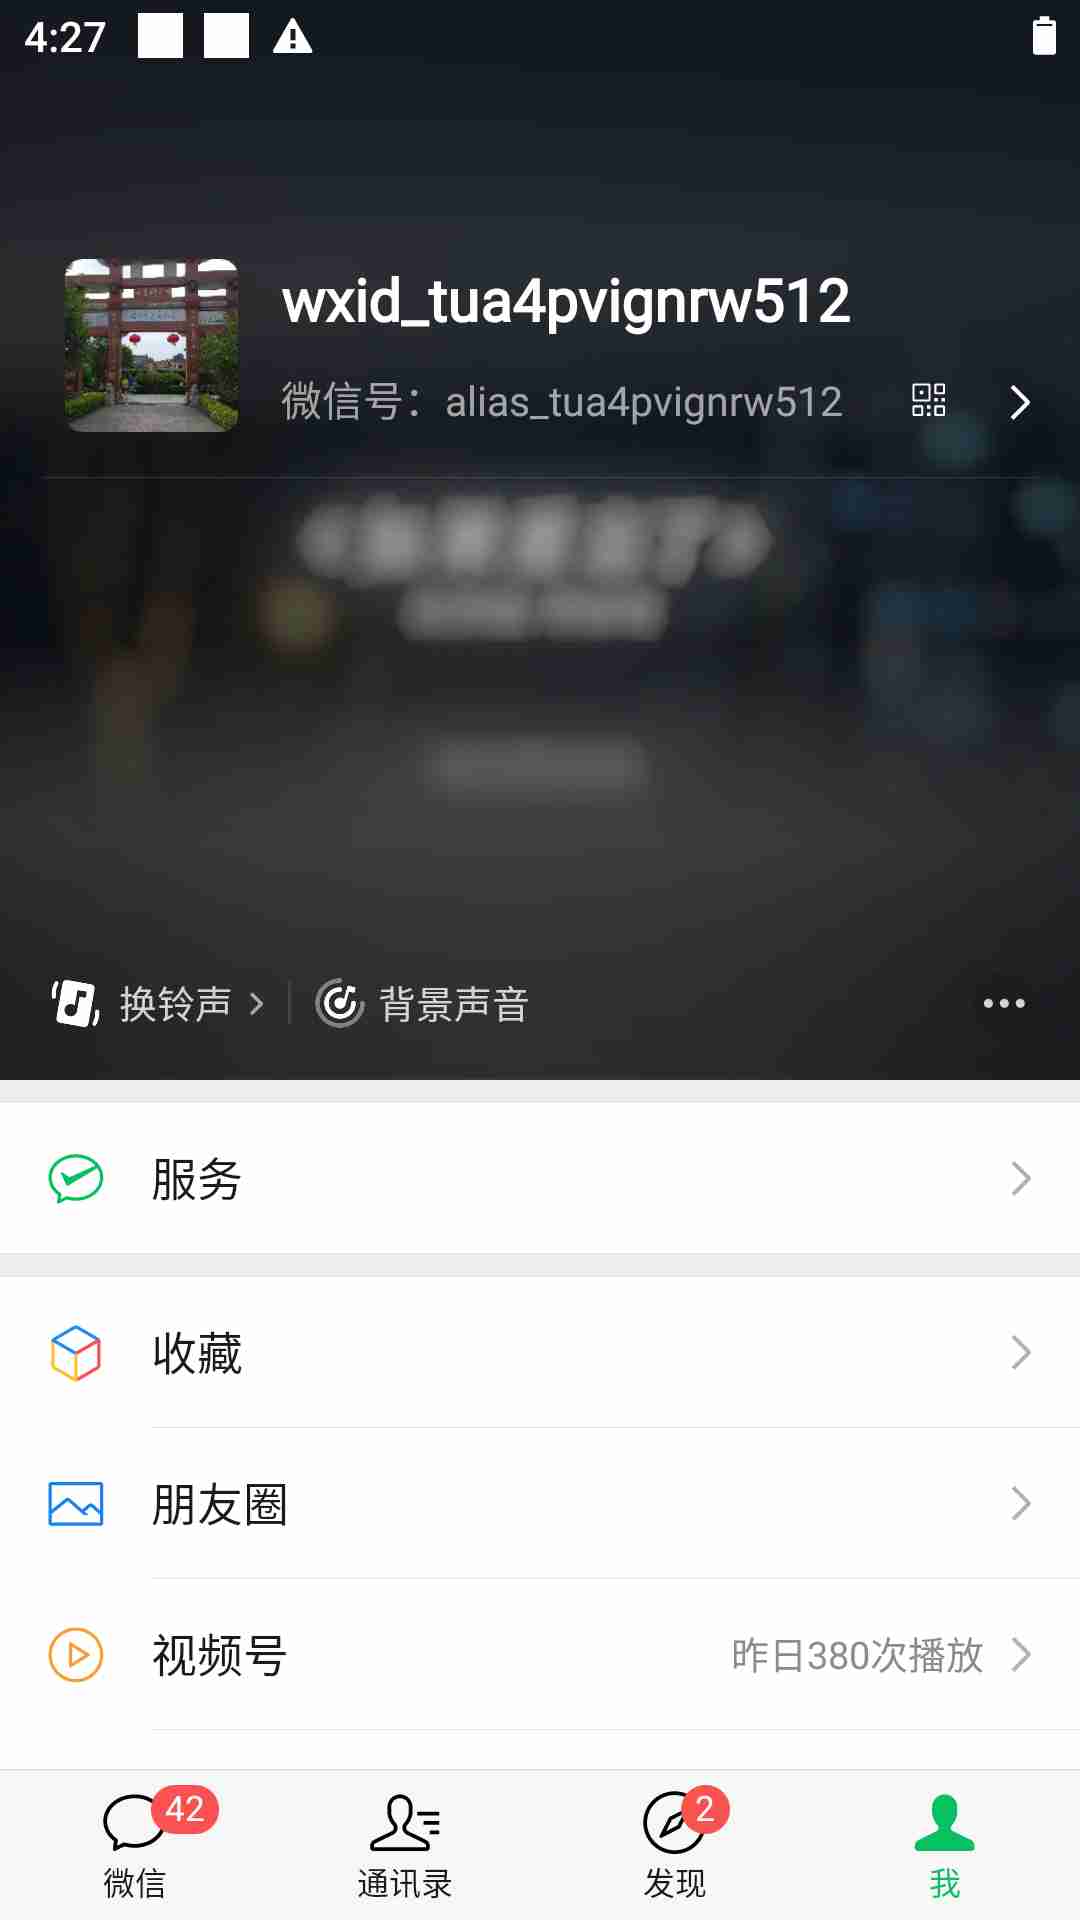 4:27
wxid_tua4pvignrw512
微信号：alias_tua4pvignrw512
换铃声
背景声音
服务
收藏
朋友圈
视频号
昨日380次播放
42
2
微信
通讯录
发现
我